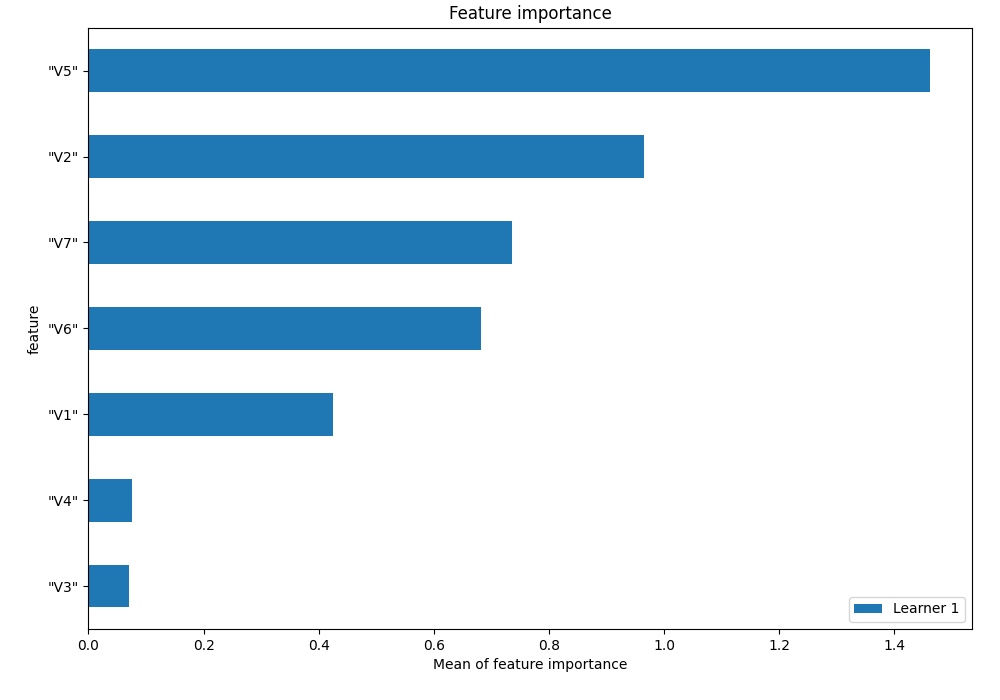 Feature importance
"V5"
"V2"
"V7"
"V6"
"V1"
"V4"
"V3"
feature
0.0 0.2 0.4 0.6 0.8 1.0 1.2 1.4
Mean of feature importance
Learner 1